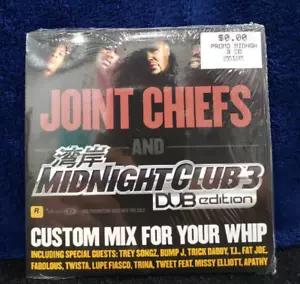 $0.00
PROMO MIDNIGH
3 CD
JOINT CHIEFS
AND
湾岸
MIDNIGHT CLUB 3
DUB edition
R
CUSTOM MIX FOR YOUR WHIP
INCLUDING SPECIAL GUESTS: TREY SONGZ, BUMP J, TRICK DADDY, T.I., FAT JOE,
FABOLOUS, TWISTA, LUPE FIASCO, TRINA, TWEET FEAT. MISSY ELLIOTT, APATHY